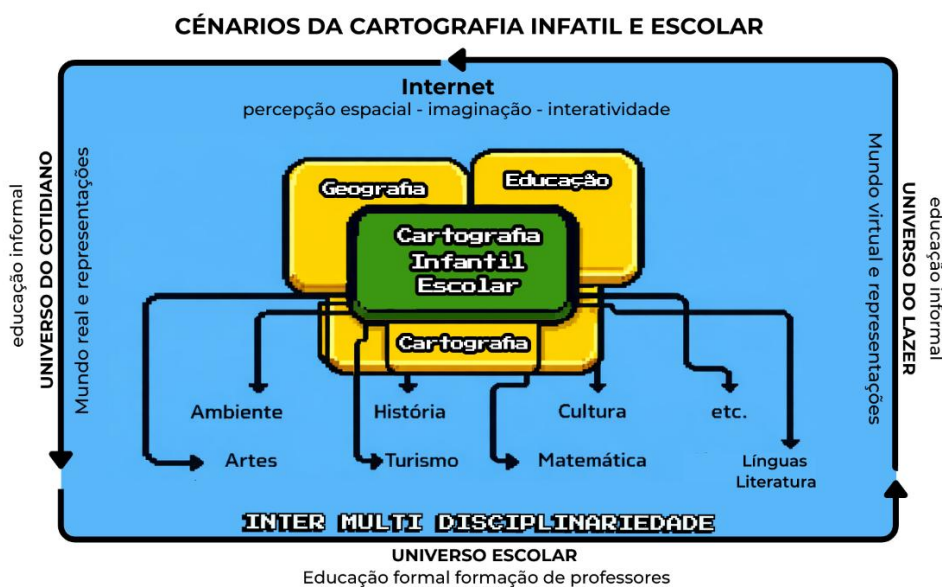 CÉNARIOS DA CARTOGRAFIA INFATIL E ESCOLAR
Internet
percepção espacial - imaginação - interatividade
educação informal
UNIVERSO DO COTIDIANO
Mundo real e representações
Geografia
Educação
Cartografia
Infantil
Escolar
Cartografia
Mundo virtual e representações
UNIVERSO DO LAZER
educação informal
Ambiente
História
Cultura
etc.
Artes
Turismo
Matemática
Línguas
Literatura
INTER MULTI DISCIPLINARIEDADE
UNIVERSO ESCOLAR
Educação formal formação de professores